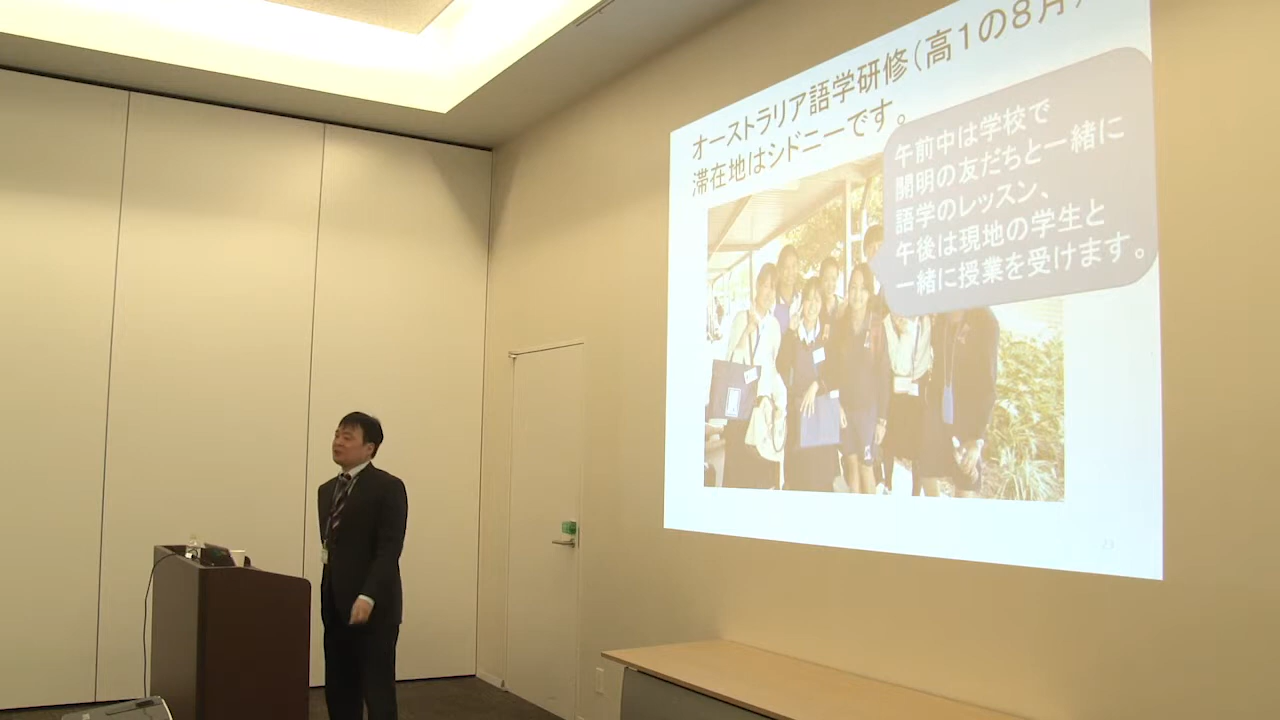 オーストラリア語学研修（高1の8月）
滞在地はシドニーです。
午前中は学校で
開明の友だちと一緒に
語学のレッスン、
午後は現地の学生と
一緒に授業を受けます。
23